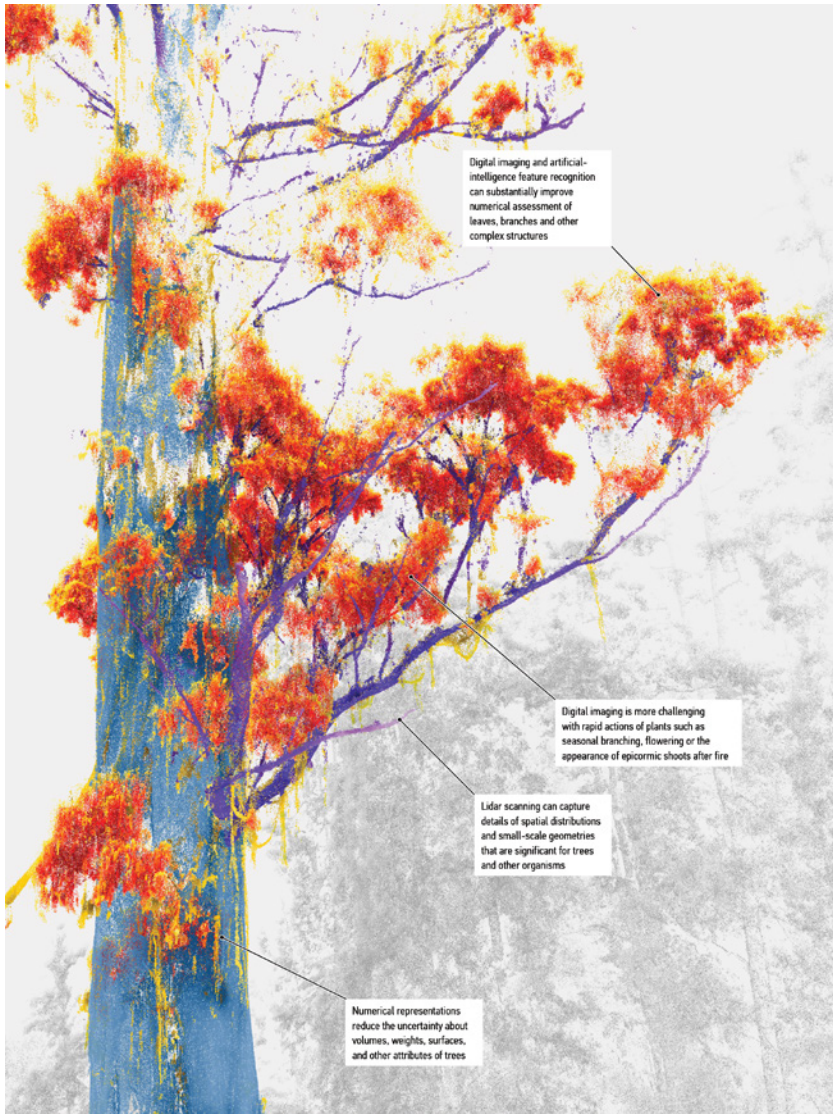 Digital imaging and artificial-
intelligence feature recognition
can substantially improve
numerical assessment of
leaves, branches and other
complex structures
Digital imaging is more challenging
with rapid actions of plants such as
seasonal branching, flowering or the
appearance of epicormic shoots after fire
Lidar scanning can capture
details of spatial distributions
and small-scale geometries
that are significant for trees
and other organisms
Numerical representations
reduce the uncertainty about
volumes, weights, surfaces,
and other attributes of trees